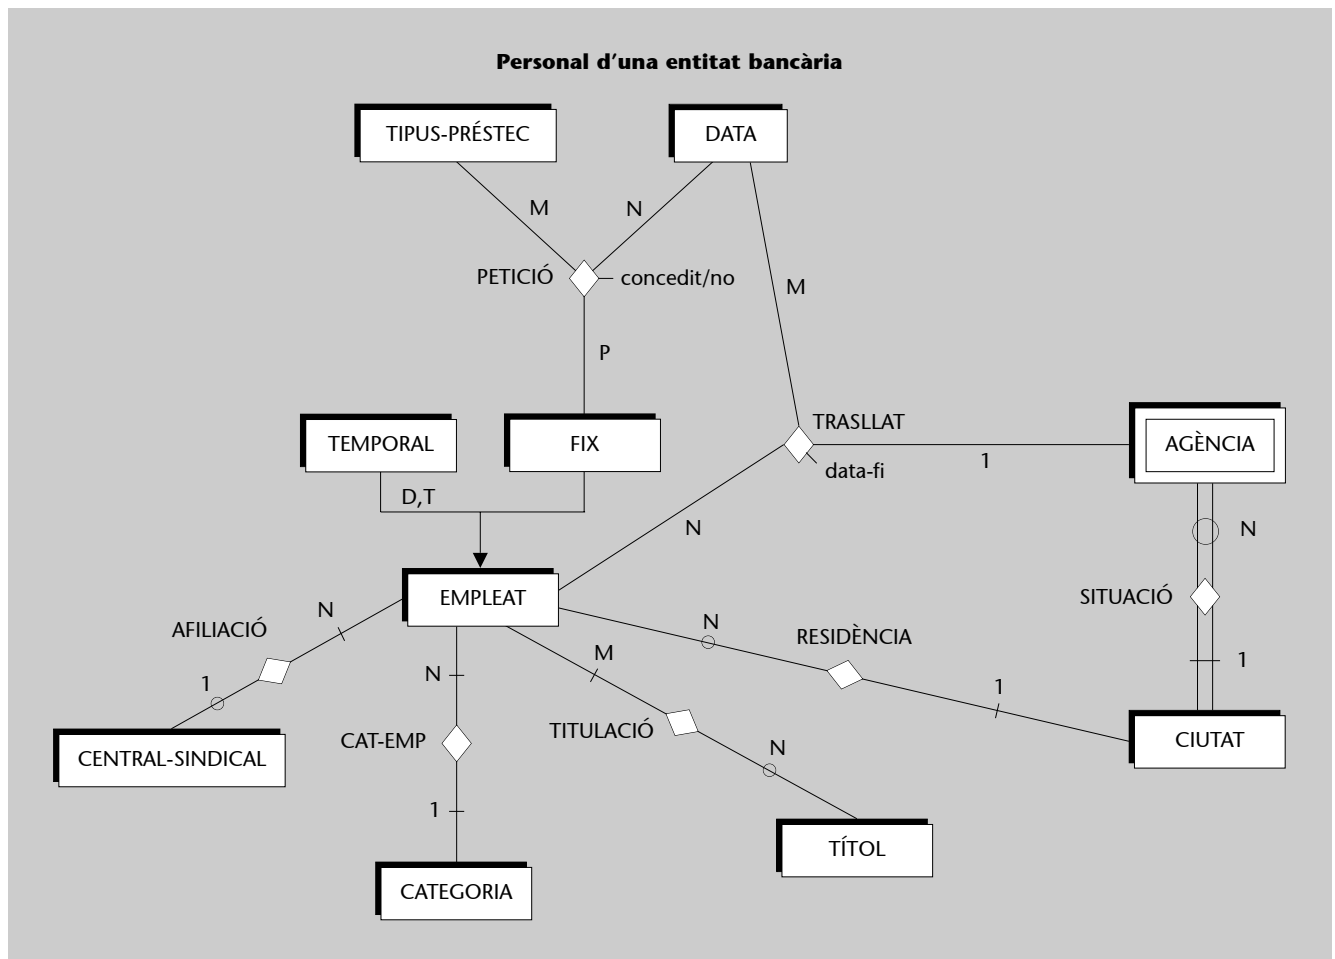 Personal d'una entitat bancària
TIPUS-PRÉSTEC
DATA
M
N
PETICIÓ
concedit/no
M
P
TRASLLAT
TEMPORAL
FIX
AGÈNCIA
1
data-fi
D,T
N
N
EMPLEAT
SITUACIÓ
N
AFILIACIÓ
N
RESIDÈNCIA
M
1
1
N
1
TITULACIÓ
CAT-EMP
CIUTAT
N
CENTRAL-SINDICAL
1
TÍTOL
CATEGORIA